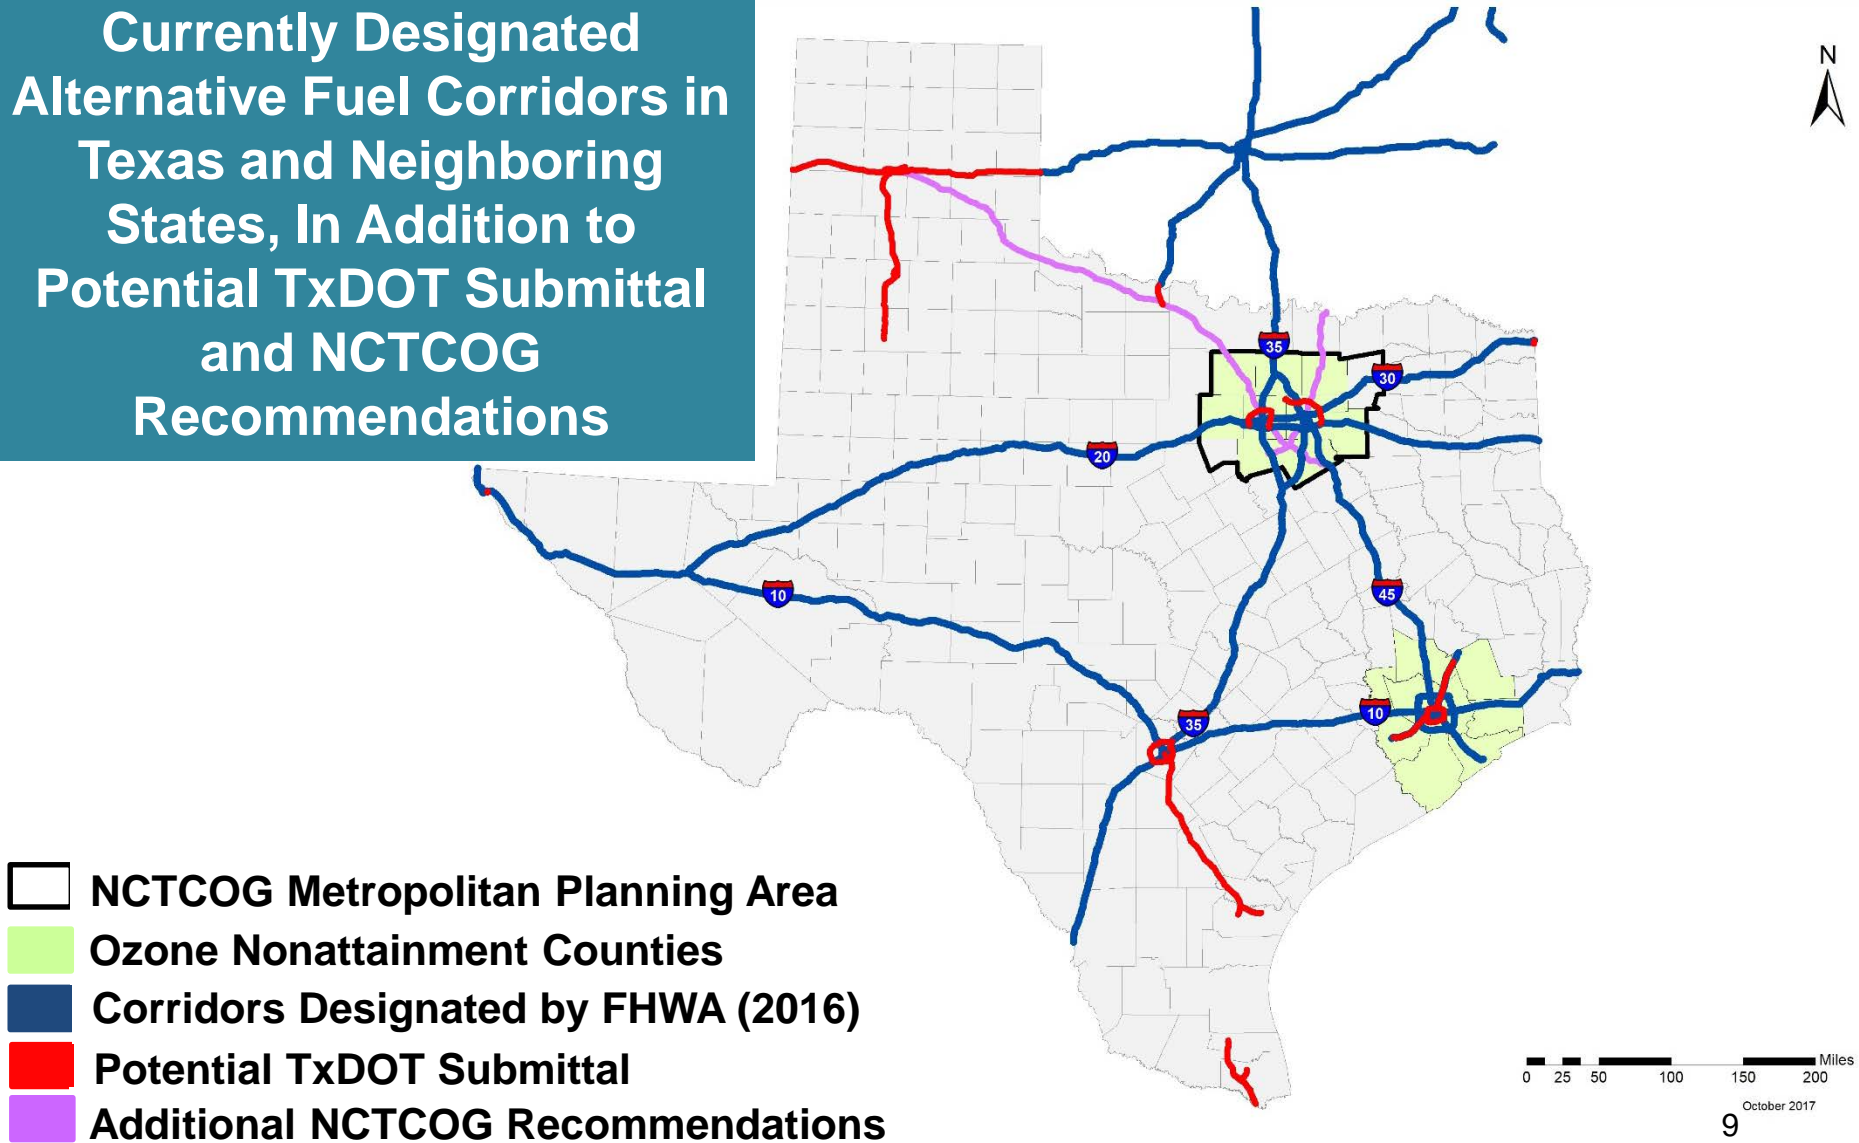 Currently Designated
Alternative Fuel Corridors in
Texas and Neighboring
States, In Addition to
Potential TxDOT Submittal
and NCTCOG
Recommendations
N
35
30
20
10
45
10
35
NCTCOG Metropolitan Planning Area
Ozone Nonattainment Counties
Corridors Designated by FHWA (2016)
Potential TxDOT Submittal
Additional NCTCOG Recommendations
Miles
0 25 50 100 150 200
October 2017
9